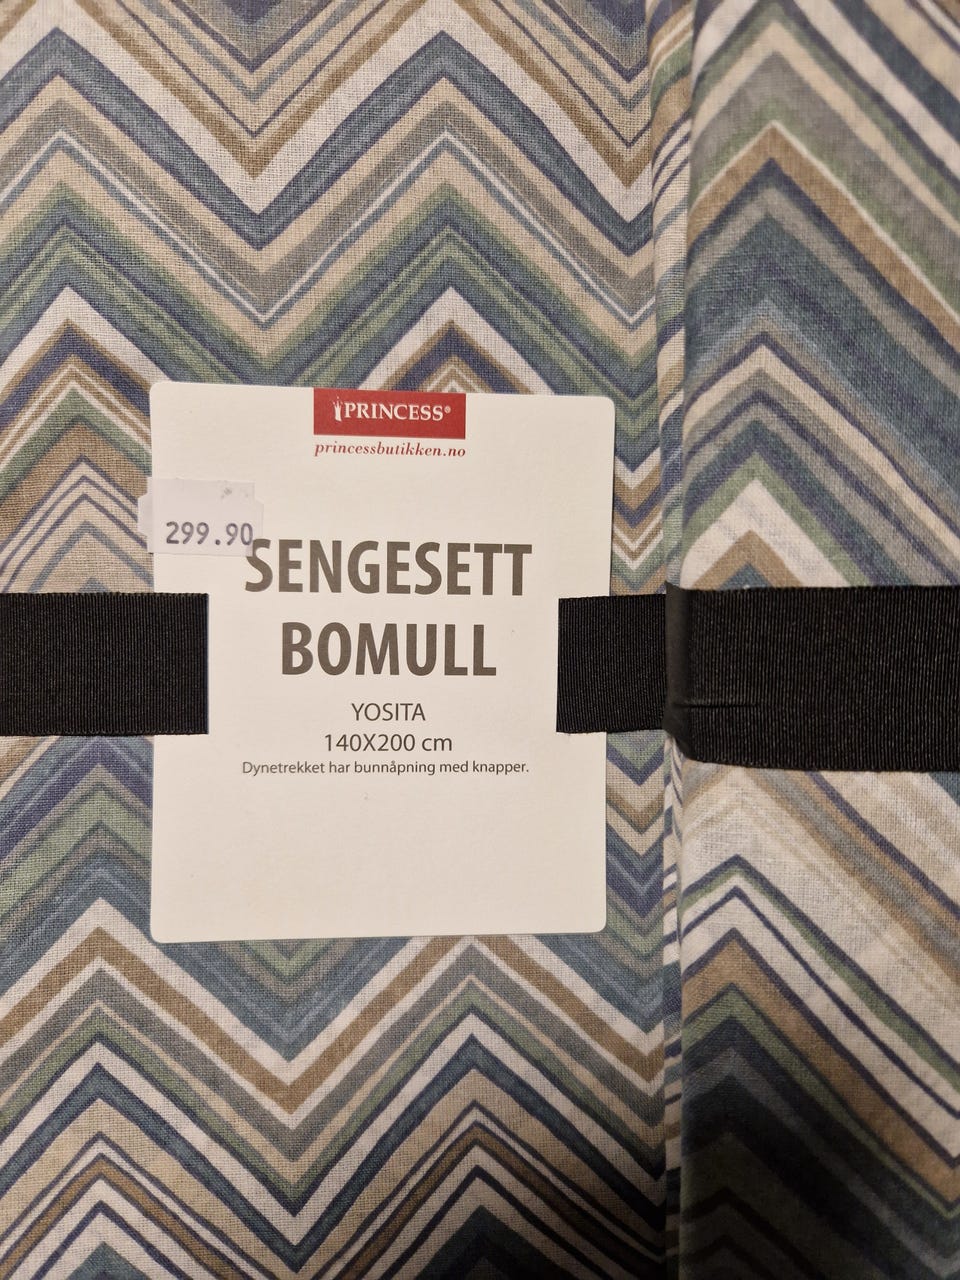 PRINCESS®
princessbutikken.no
299.90
SENGESETT
BOMULL
YOSITA
140X200 cm
Dynetrekket har bunnåpning med knapper.